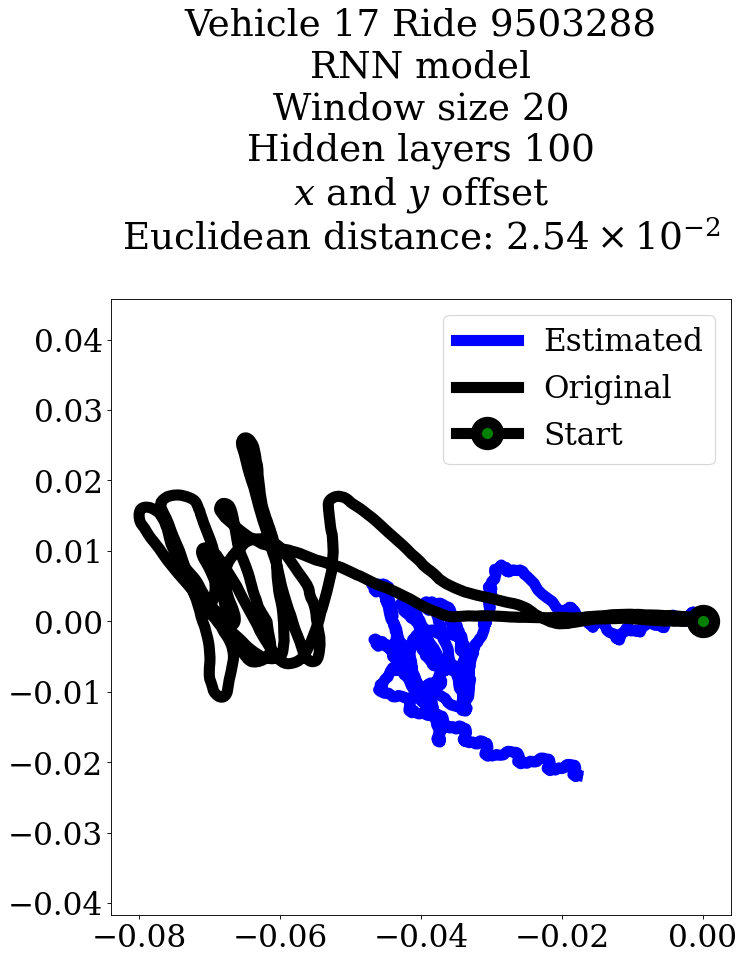 Vehicle 17 Ride 9503288
RNN model
Window size 20
Hidden layers 100
x and y offset
Euclidean distance: 2.54 × 10⁻²
Estimated
Original
Start
0.04
0.03
0.02
0.01
0.00
−0.01
−0.02
−0.03
−0.04
−0.08 −0.06 −0.04 −0.02 0.00